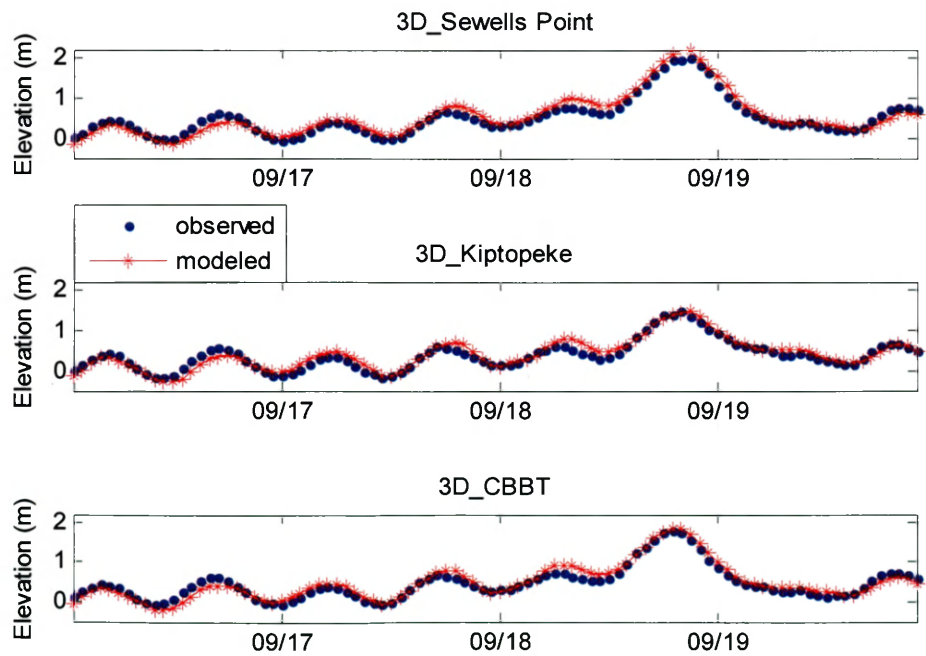 3D_Sewells Point
Elevation (m)
2
1
0
09/17
09/18
09/19
observed
modeled
3D_Kiptopeke
Elevation (m)
2
1
0
09/17
09/18
09/19
3D_CBBT
Elevation (m)
2
1
0
09/17
09/18
09/19